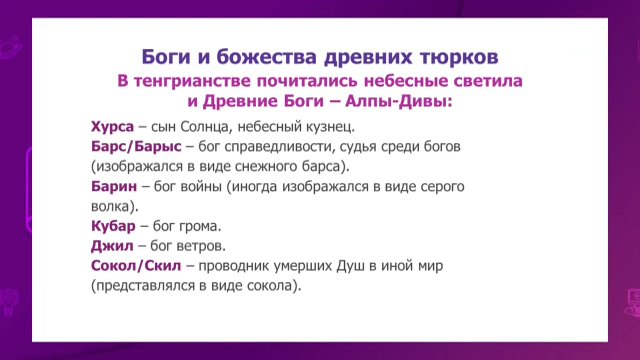 Боги и божества древних тюрков
В тенгрианстве почитались небесные светила
и Древние Боги – Алпы-Дивы:
Хурса – сын Солнца, небесный кузнец.
Барс/Барыс – бог справедливости, судья среди богов
(изображался в виде снежного барса).
Барин – бог войны (иногда изображался в виде серого
волка).
Кубар – бог грома.
Джил – бог ветров.
Сокол/Скил – проводник умерших Душ в иной мир
(представлялся в виде сокола).